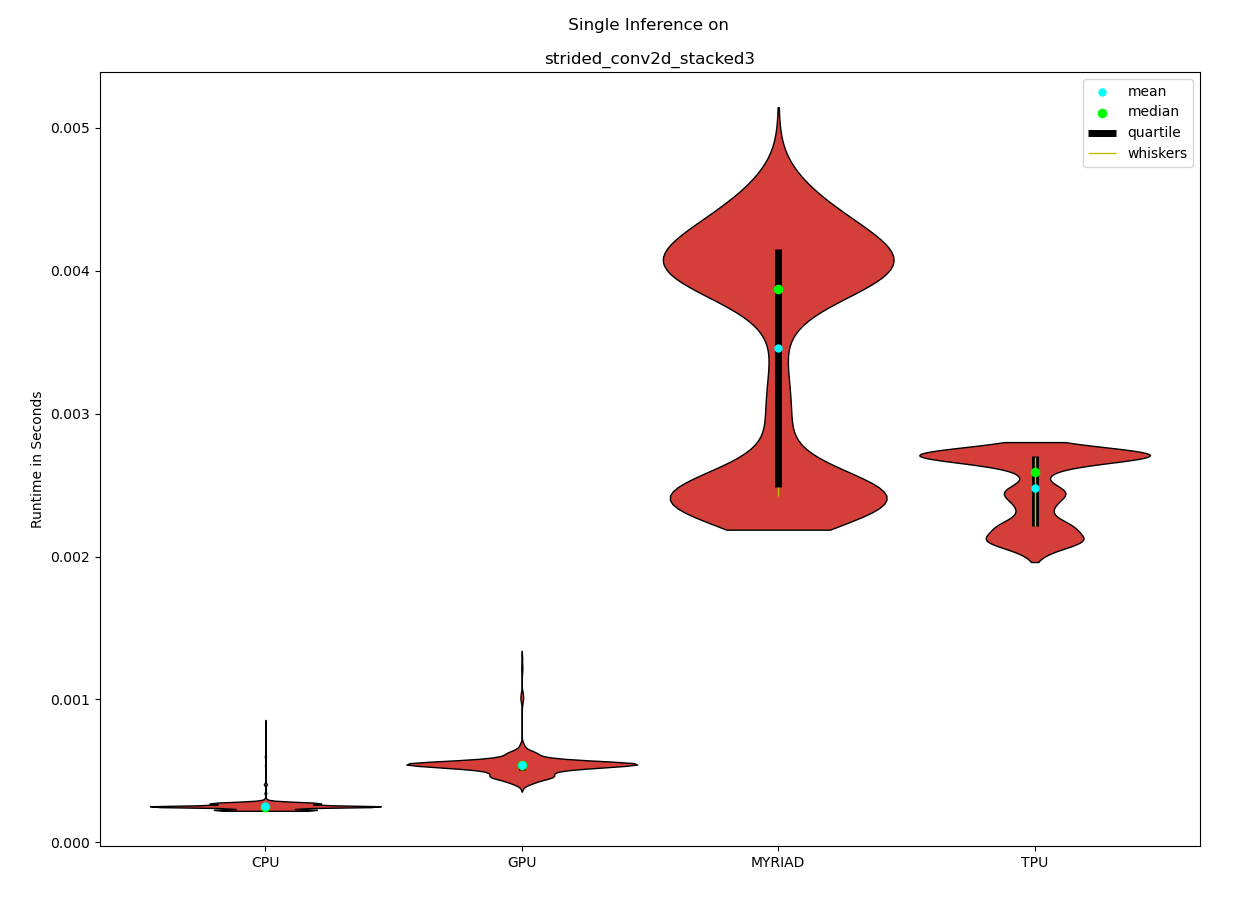 Single Inference on
strided_conv2d_stacked3
mean
median
quartile
whiskers
Runtime in Seconds
0.005
0.004
0.003
0.002
0.001
0.000
CPU
GPU
MYRIAD
TPU